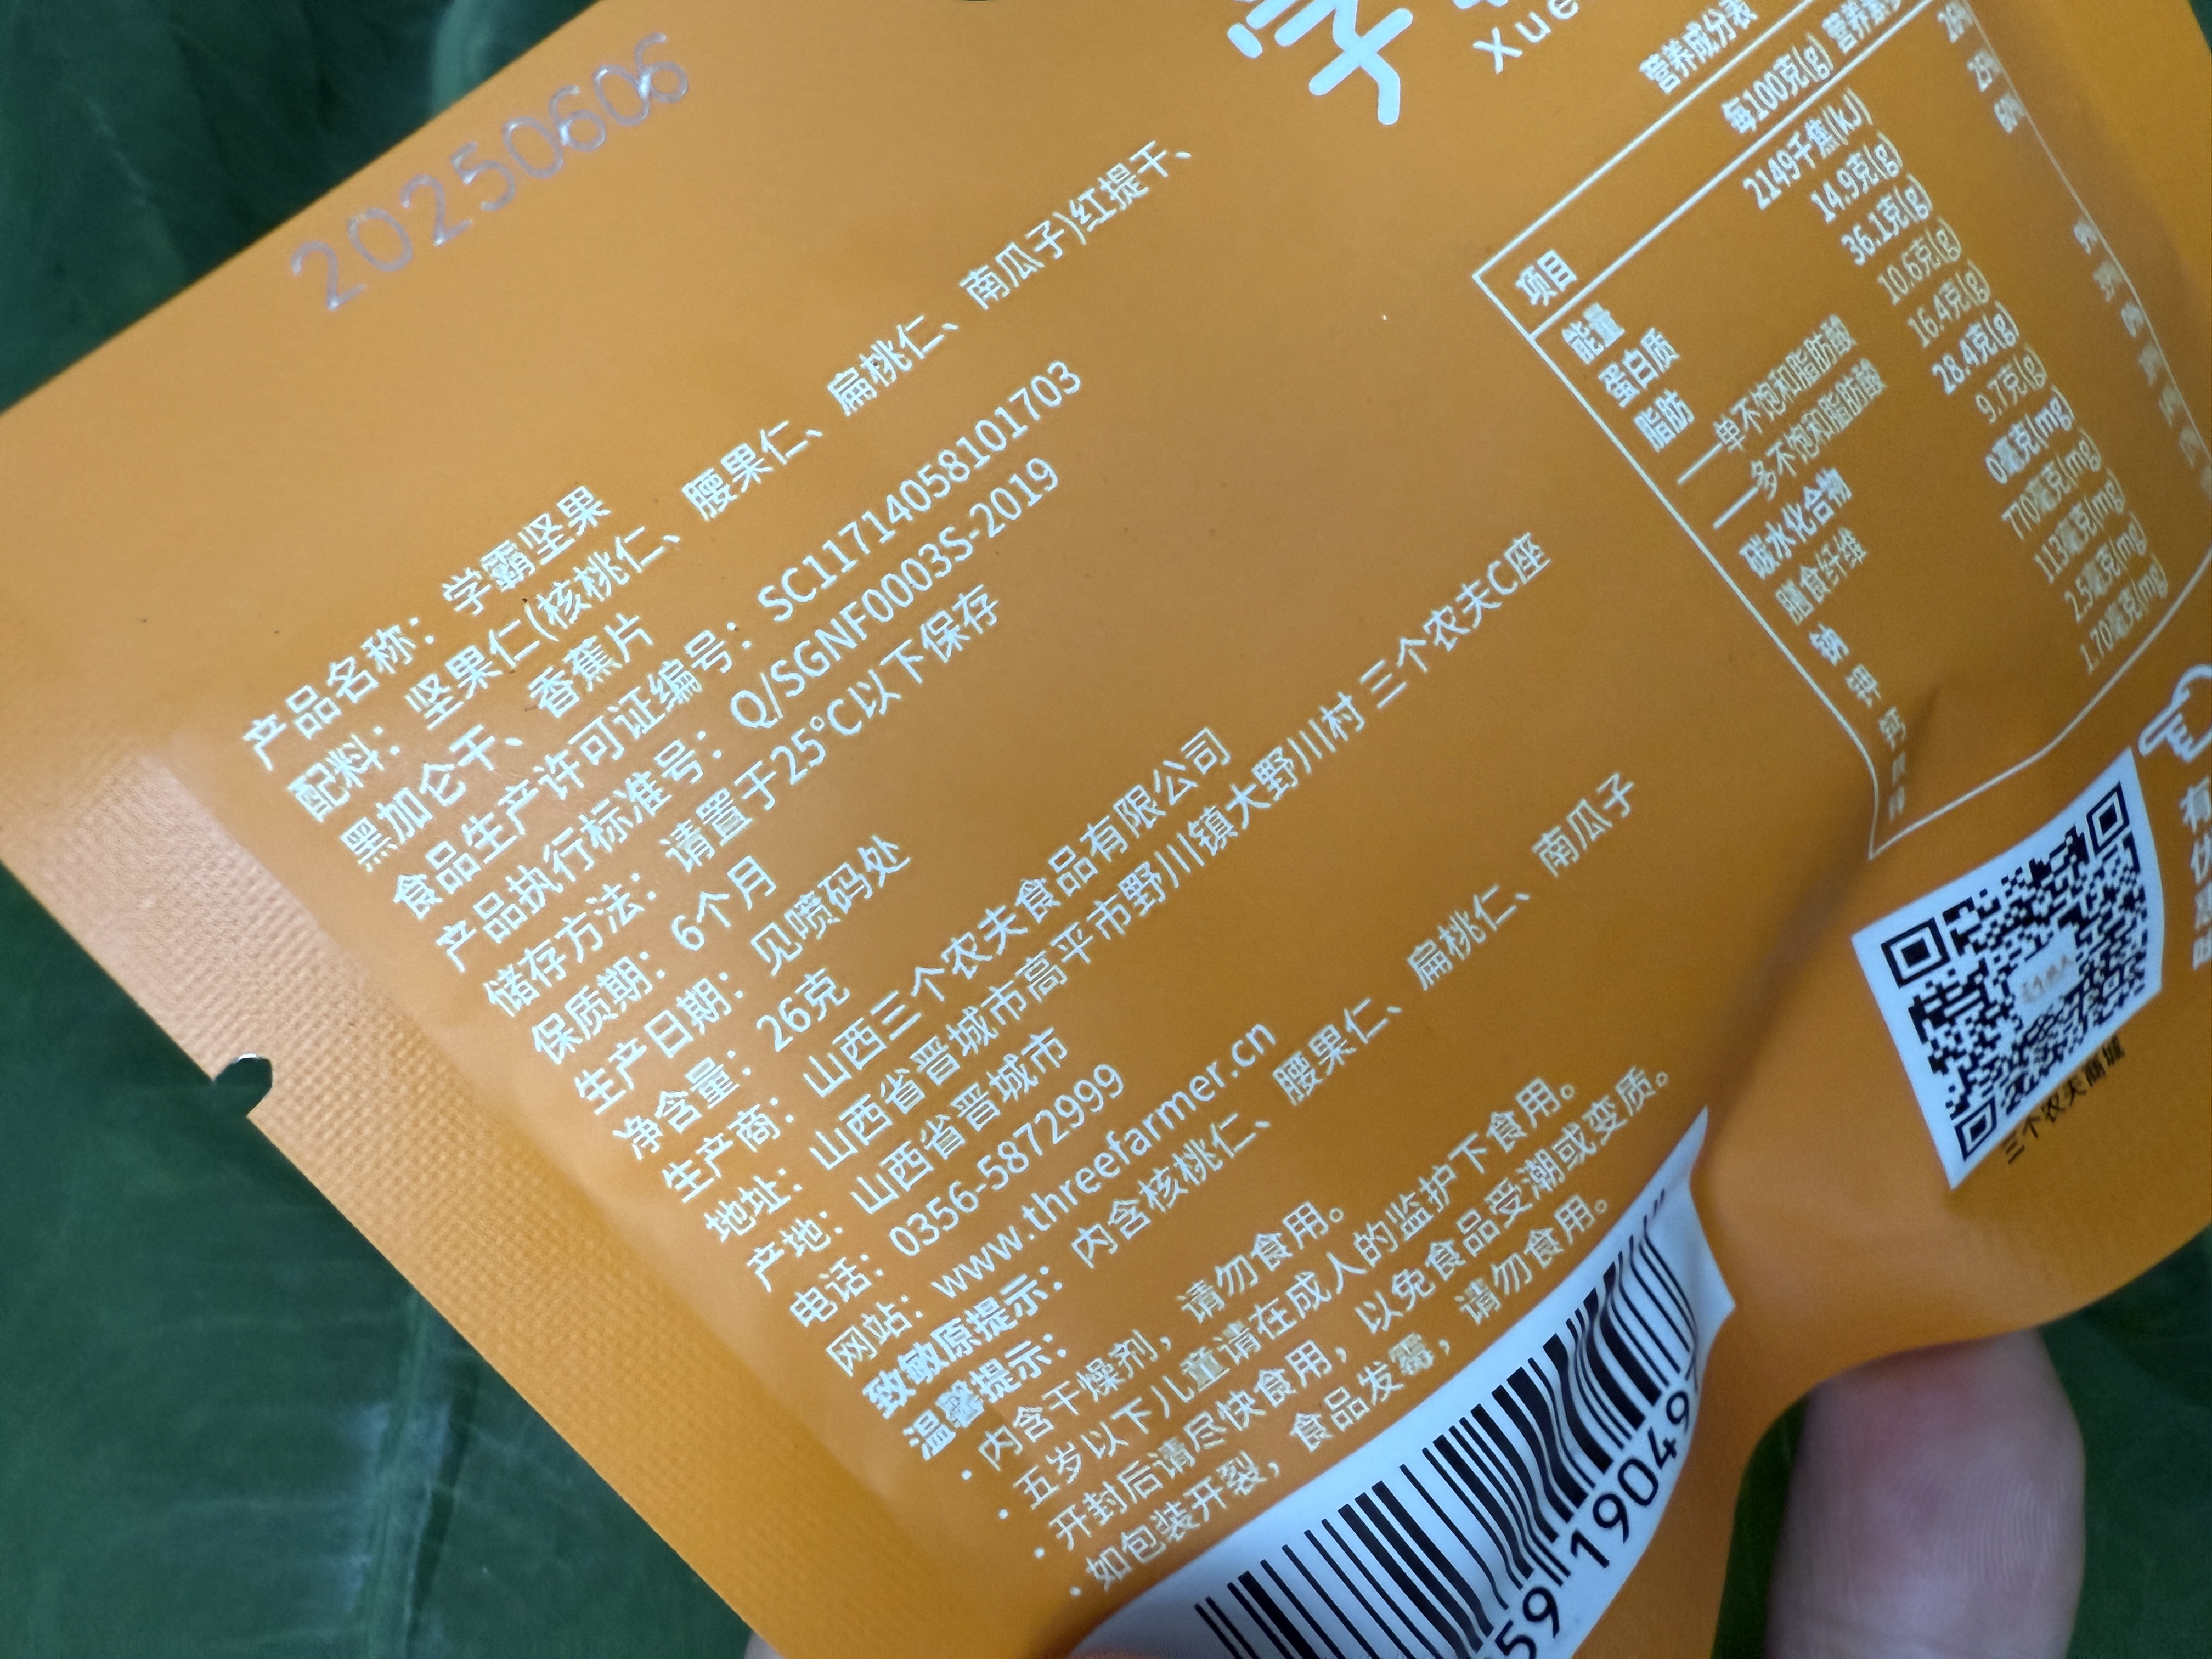 20250606
学
Xue
产品名称：学霸坚果
配料：坚果仁(核桃仁、腰果仁、扁桃仁、南瓜子)红提干、
黑加仑干、香蕉片
食品生产许可证编号：SC11714058101703
产品执行标准号：Q/SGNF0003S-2019
储存方法：请置于25°C以下保存
保质期：6个月
生产日期：见喷码处
净含量：26克
生产商：山西三个农夫食品有限公司
地址：山西省晋城市高平市野川镇大野川村 三个农夫C座
产地：山西省晋城市
电话：0356-5872999
网站：www.threefarmer.cn
致敏原提示：内含核桃仁、腰果仁、扁桃仁、南瓜子
温馨提示：
·内含干燥剂，请勿食用。
·五岁以下儿童请在成人的监护下食用。
·开封后请尽快食用，以免食品受潮或变质。
·如包装开裂，食品发霉，请勿食用。
营养成分表
项目 每100克(g) 营养素
能量 2149千焦(kJ)
蛋白质 14.9克(g)
脂肪 36.1克(g)
——单不饱和脂肪酸 10.6克(g)
——多不饱和脂肪酸 16.4克(g)
碳水化合物 28.4克(g)
膳食纤维 9.7克(g)
钠 0毫克(mg)
钾 770毫克(mg)
钙 113毫克(mg)
2.5毫克(mg)
1.70毫克(mg)
三个农夫商城
有
59 19049